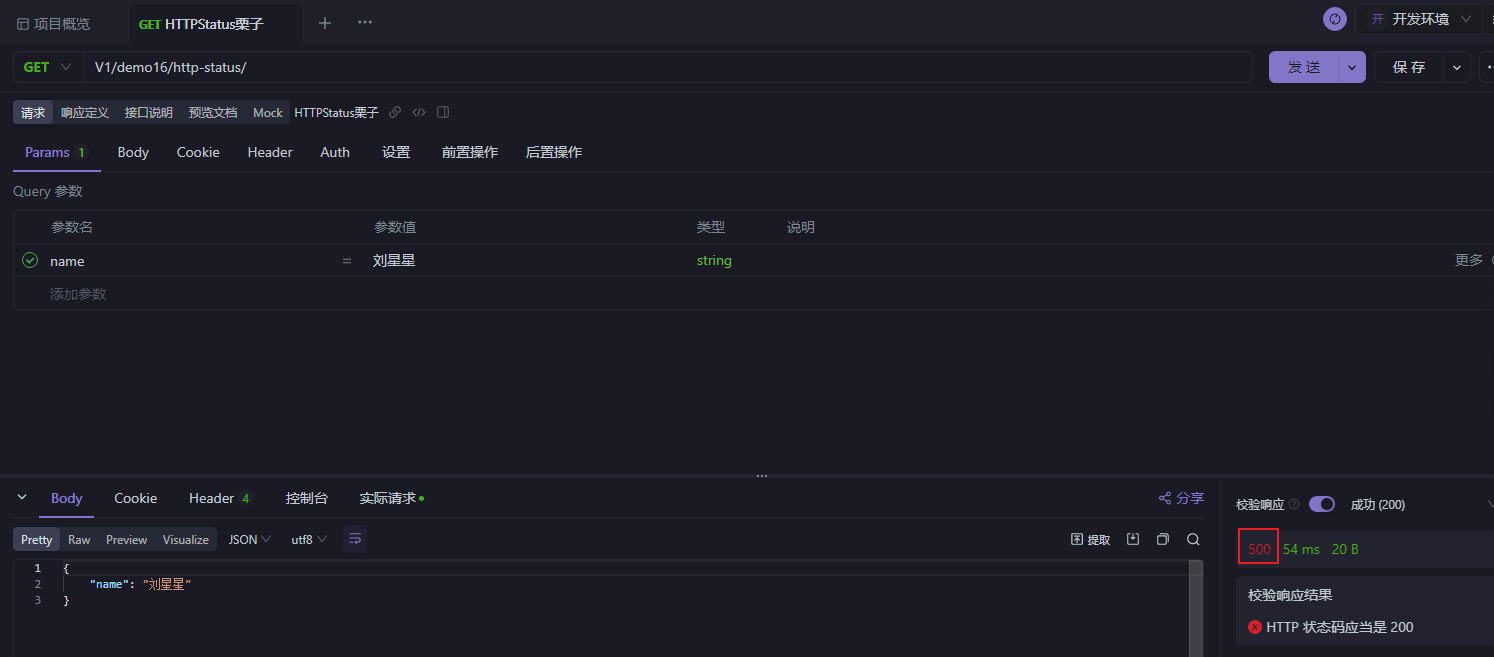 项目概览 GET HTTPStatus栗子 开 开发环境
GET V1/demo16/http-status/ 发 送 保 存
请求 响应定义 接口说明 预览文档 Mock HTTPStatus栗子
Params 1 Body Cookie Header Auth 设置 前置操作 后置操作
Query 参数
参数名 参数值 类型 说明
name = 刘星星 string 更多
添加参数
Body Cookie Header 4 控制台 实际请求 分享 校验响应 成功 (200)
Pretty Raw Preview Visualize JSON utf8 提取
500 54 ms 20 B
1 {
2 "name": "刘星星"
3 }
校验响应结果
HTTP 状态码应当是 200